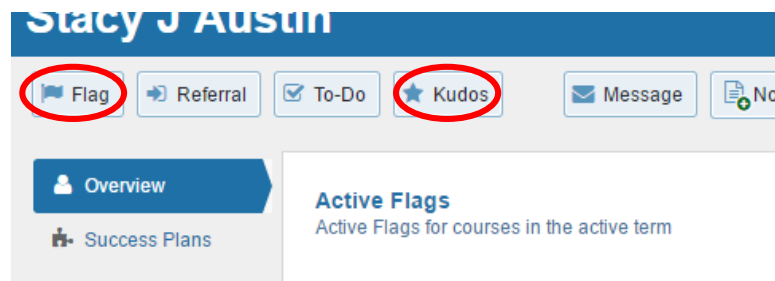 Stacy J Austin
Flag Referral To-Do Kudos Message No
Overview
Active Flags
Active Flags for courses in the active term
Success Plans